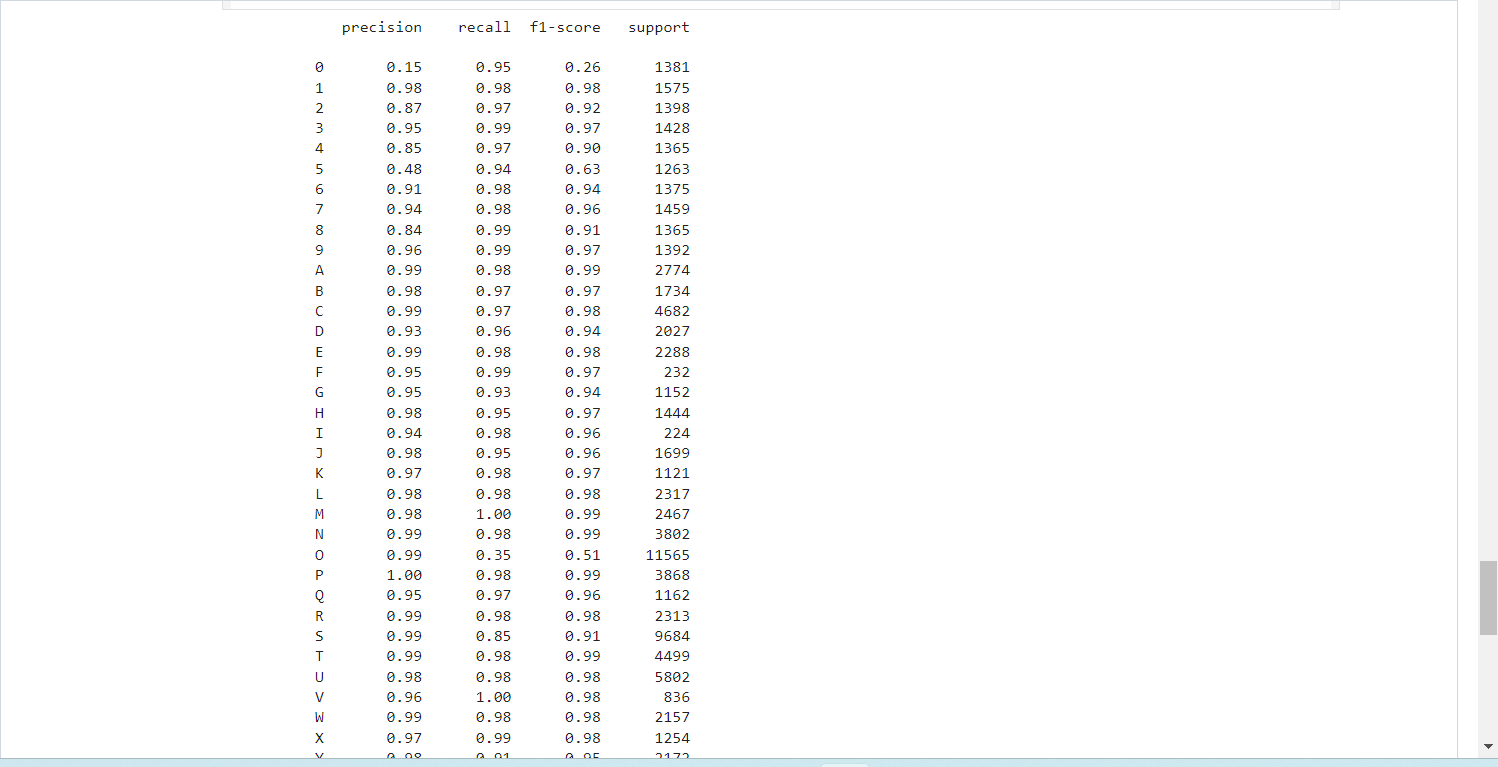 precision recall f1-score support
0 0.15 0.95 0.26 1381
1 0.98 0.98 0.98 1575
2 0.87 0.97 0.92 1398
3 0.95 0.99 0.97 1428
4 0.85 0.97 0.90 1365
5 0.48 0.94 0.63 1263
6 0.91 0.98 0.94 1375
7 0.94 0.98 0.96 1459
8 0.84 0.99 0.91 1365
9 0.96 0.99 0.97 1392
A 0.99 0.98 0.99 2774
B 0.98 0.97 0.97 1734
C 0.99 0.97 0.98 4682
D 0.93 0.96 0.94 2027
E 0.99 0.98 0.98 2288
F 0.95 0.99 0.97 232
G 0.95 0.93 0.94 1152
H 0.98 0.95 0.97 1444
I 0.94 0.98 0.96 224
J 0.98 0.95 0.96 1699
K 0.97 0.98 0.97 1121
L 0.98 0.98 0.98 2317
M 0.98 1.00 0.99 2467
N 0.99 0.98 0.99 3802
O 0.99 0.35 0.51 11565
P 1.00 0.98 0.99 3868
Q 0.95 0.97 0.96 1162
R 0.99 0.98 0.98 2313
S 0.99 0.85 0.91 9684
T 0.99 0.98 0.99 4499
U 0.98 0.98 0.98 5802
V 0.96 1.00 0.98 836
W 0.99 0.98 0.98 2157
X 0.97 0.99 0.98 1254
Y 0.98 0.91 0.95 2172